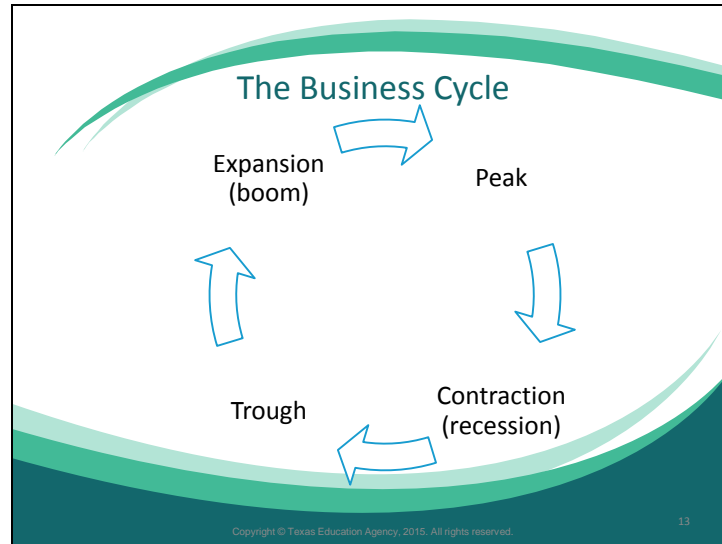 The Business Cycle
Expansion
(boom)
Peak
Contraction
(recession)
Trough
Copyright © Texas Education Agency, 2015. All rights reserved.
13